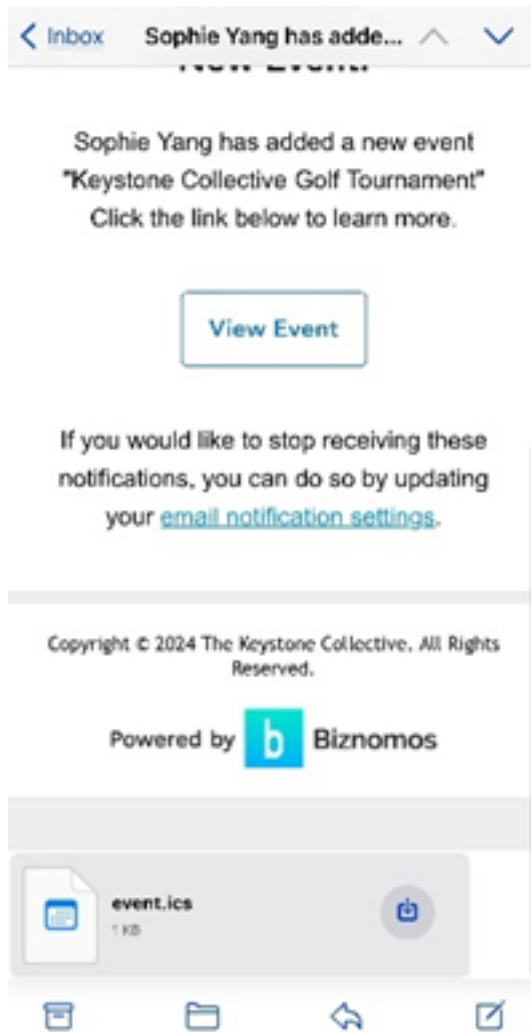 Inbox
Sophie Yang has adde...
New Event!
Sophie Yang has added a new event
"Keystone Collective Golf Tournament"
Click the link below to learn more.
View Event
If you would like to stop receiving these
notifications, you can do so by updating
your email notification settings.
Copyright © 2024 The Keystone Collective. All Rights
Reserved.
Powered by b Biznomos
event.ics
1 KB